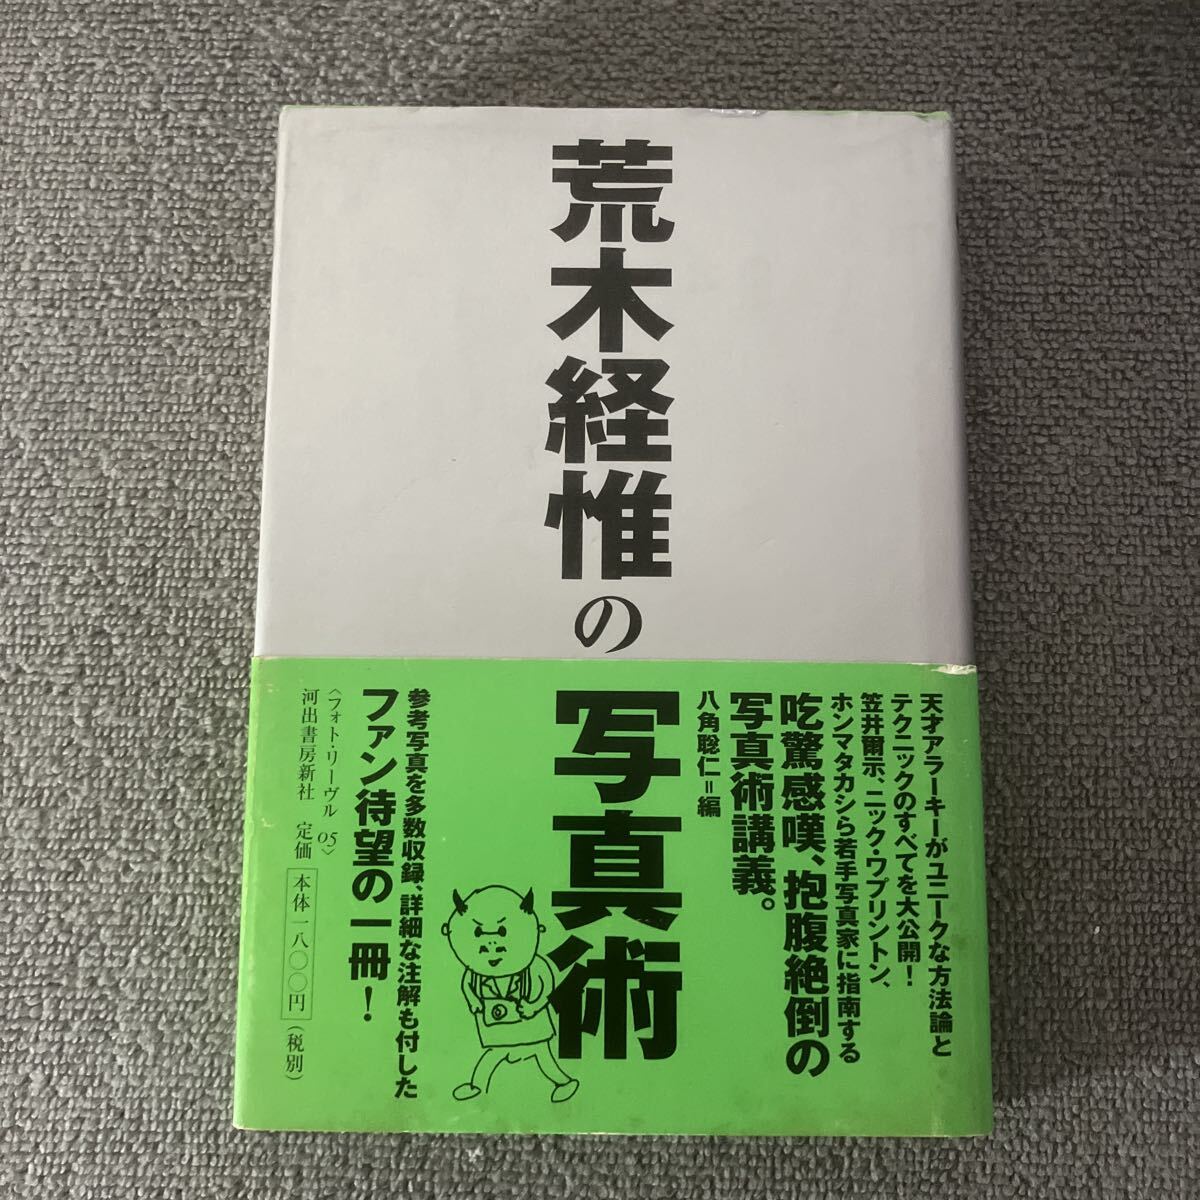 荒木経惟の写真術
天才アラーキーがユニークな方法論と
テクニックのすべてを大公開！
笠井爾示、ニック・ワプリントン、
ホンマタカシら若手写真家に指南する
吃驚感嘆、抱腹絶倒の
写真術講義。
八角聡仁＝編
参考写真を多数収録、詳細な注解も付した
ファン待望の一冊！
〈フォト・リーヴル 05〉
河出書房新社 定価 本体一八〇〇円（税別）